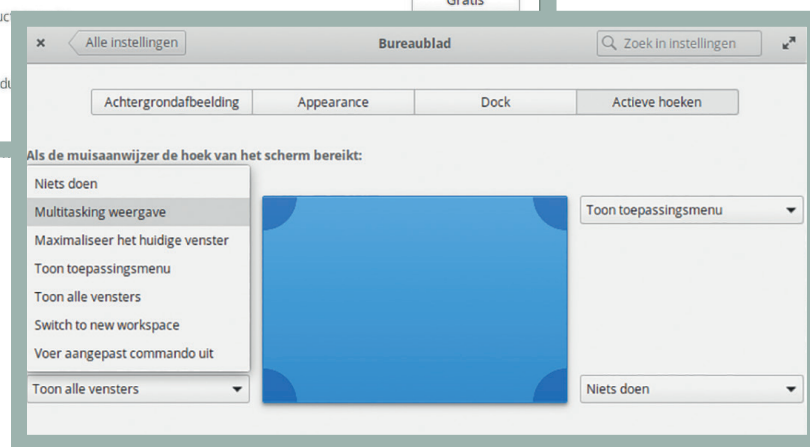 Gratis
Alle instellingen
Bureaublad
Zoek in instellingen
Achtergrondafbeelding
Appearance
Dock
Actieve hoeken
Als de muisaanwijzer de hoek van het scherm bereikt:
Niets doen
Multitasking weergave
Maximaliseer het huidige venster
Toon toepassingsmenu
Toon alle vensters
Switch to new workspace
Voer aangepast commando uit
Toon alle vensters
Toon toepassingsmenu
Niets doen